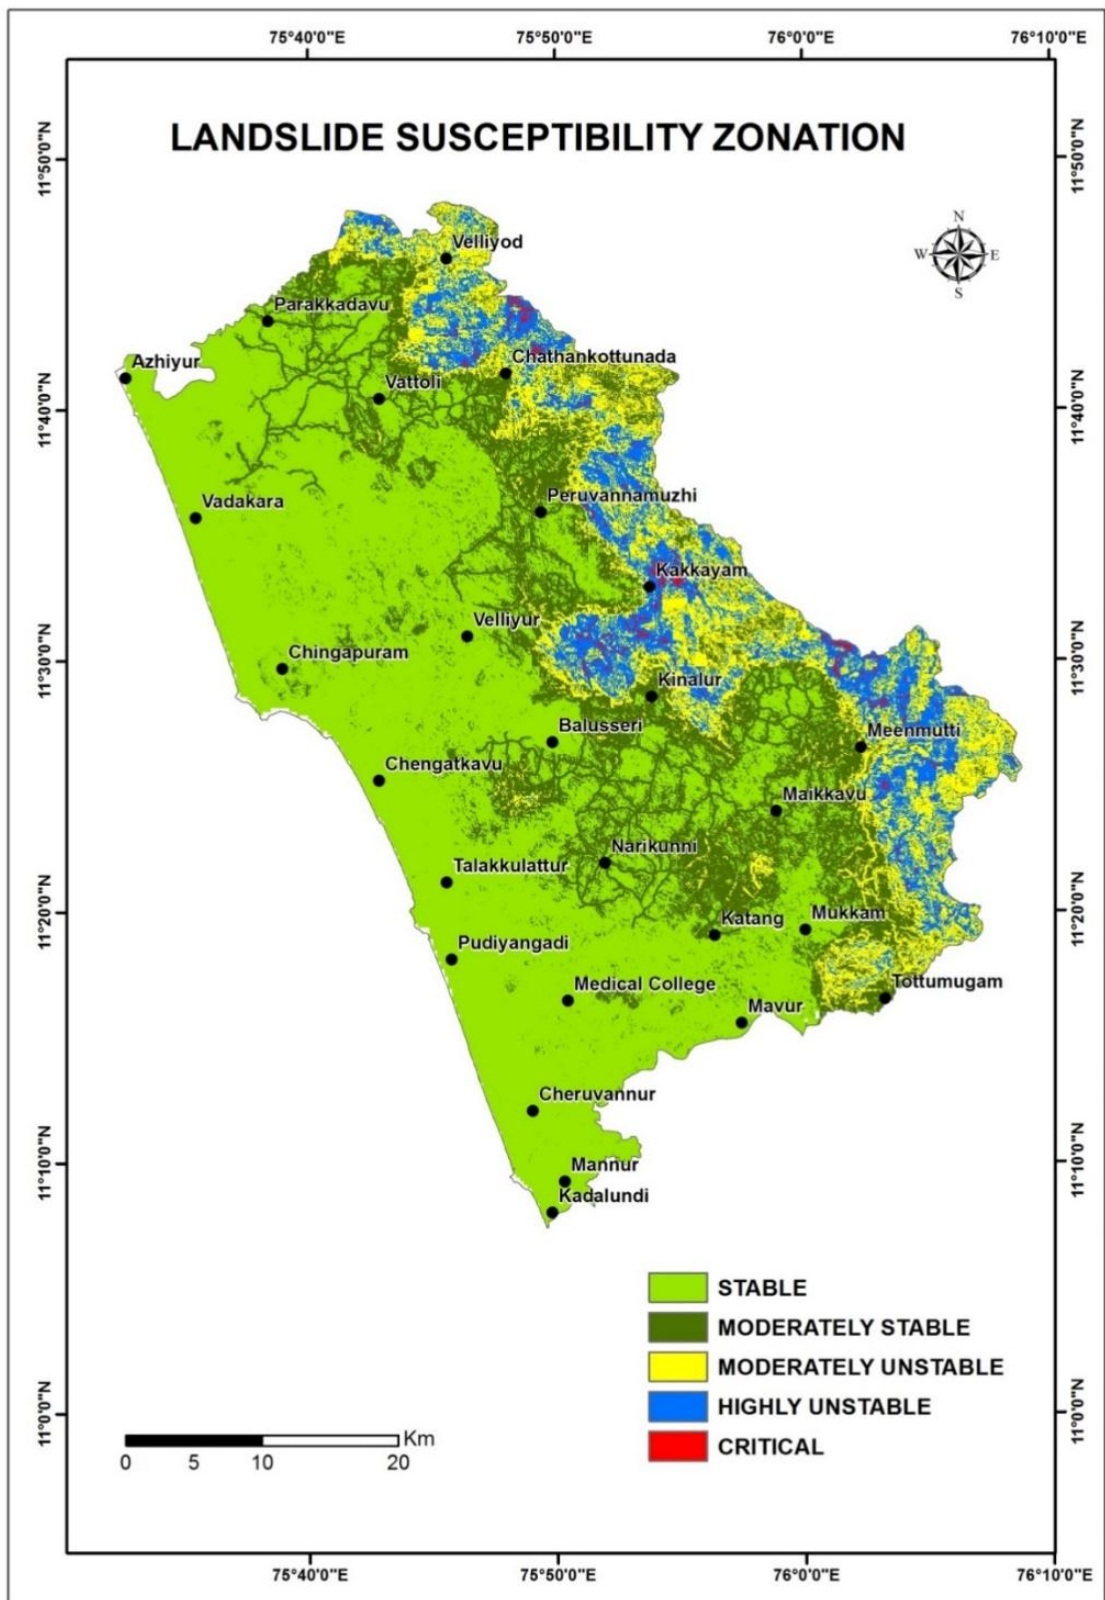 75°40'0"E 75°50'0"E 76°0'0"E 76°10'0"E
LANDSLIDE SUSCEPTIBILITY ZONATION
11°50'0"N 11°50'0"N
N
W E
S
Velliyod
Parakkadavu
Azhiyur
Chathankottunada
Vattoli
11°40'0"N 11°40'0"N
Vadakara
Peruvannamuzhi
Kakkayam
Velliyur
Chingapuram
11°30'0"N 11°30'0"N
Kinalur
Balusseri
Meenmutti
Chengatkavu
Maikkavu
Narikunni
Talakkulattur
11°20'0"N 11°20'0"N
Katang
Mukkam
Pudiyangadi
Medical College
Tottumugam
Mavur
Cheruvannur
11°10'0"N 11°10'0"N
Mannur
Kadalundi
STABLE
MODERATELY STABLE
MODERATELY UNSTABLE
HIGHLY UNSTABLE
11°0'0"N 11°0'0"N
CRITICAL
Km
0 5 10 20
75°40'0"E 75°50'0"E 76°0'0"E 76°10'0"E